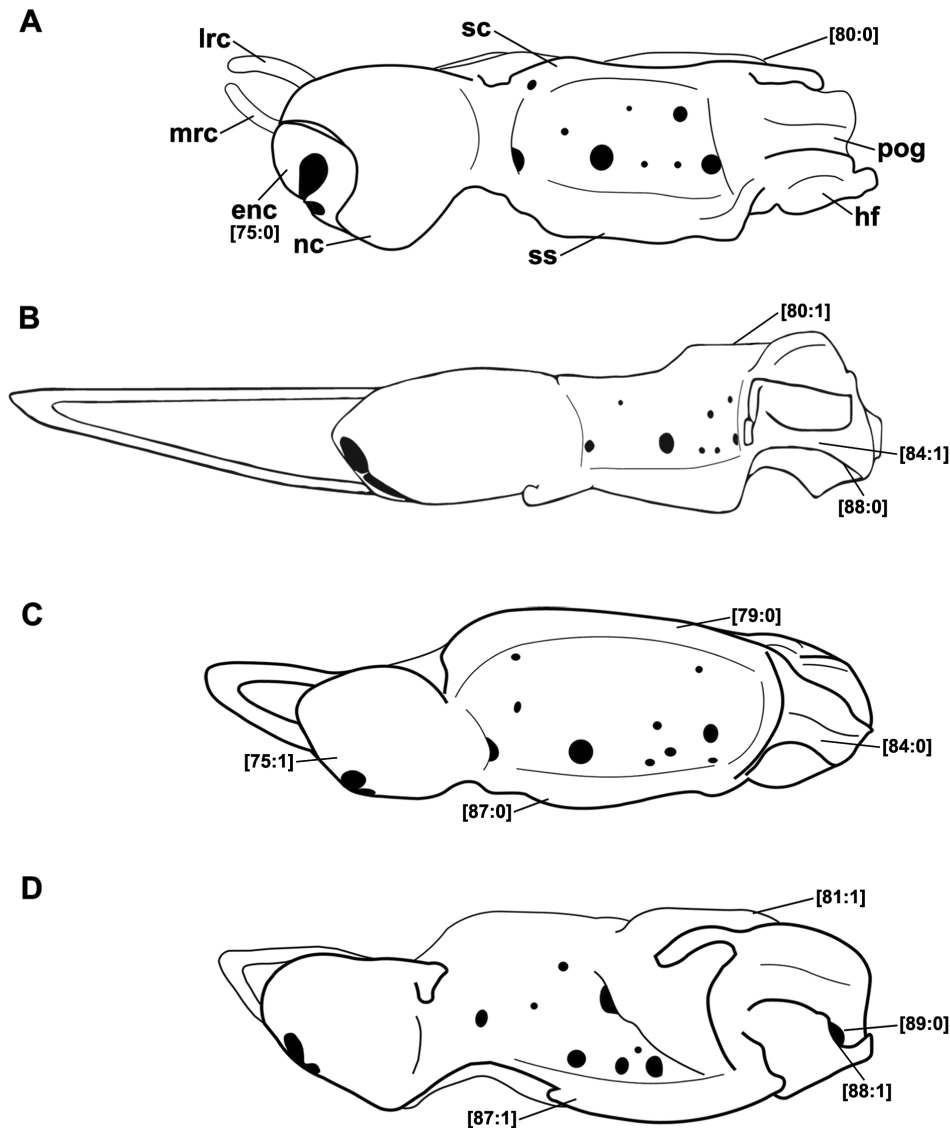 A
lrc
sc
[80:0]
mrc
pog
enc
[75:0]
nc
hf
ss
B
[80:1]
[84:1]
[88:0]
C
[79:0]
[84:0]
[75:1]
[87:0]
D
[81:1]
[89:0]
[88:1]
[87:1]